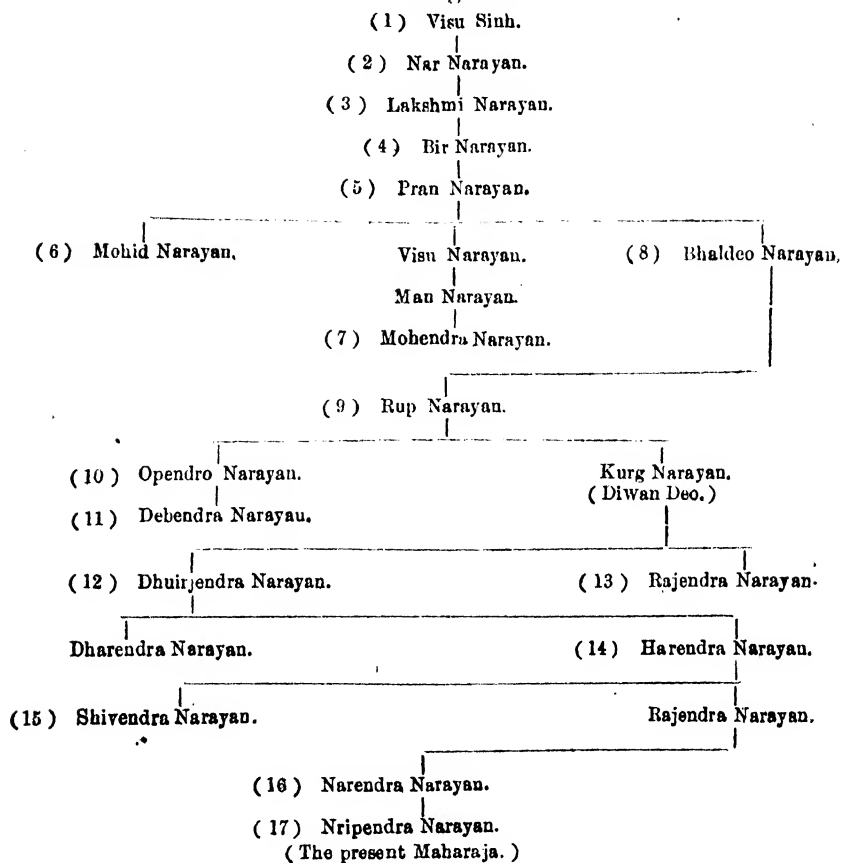 (1) Visu Sinh.
(2) Nar Narayan.
(3) Lakshmi Narayan.
(4) Bir Narayan.
(5) Pran Narayan.
(6) Mohid Narayan. Visu Narayan. (8) Bhaldeo Narayan.
Man Narayan.
(7) Mohendra Narayan.
(9) Rup Narayan.
(10) Opendro Narayan. Kurg Narayan.
(Diwan Deo.)
(11) Debendra Narayau.
(12) Dhuirjendra Narayan. (13) Rajendra Narayan.
Dharendra Narayan. (14) Harendra Narayan.
(15) Shivendra Narayan. Rajendra Narayan.
(16) Narendra Narayan.
(17) Nripendra Narayan.
(The present Maharaja.)